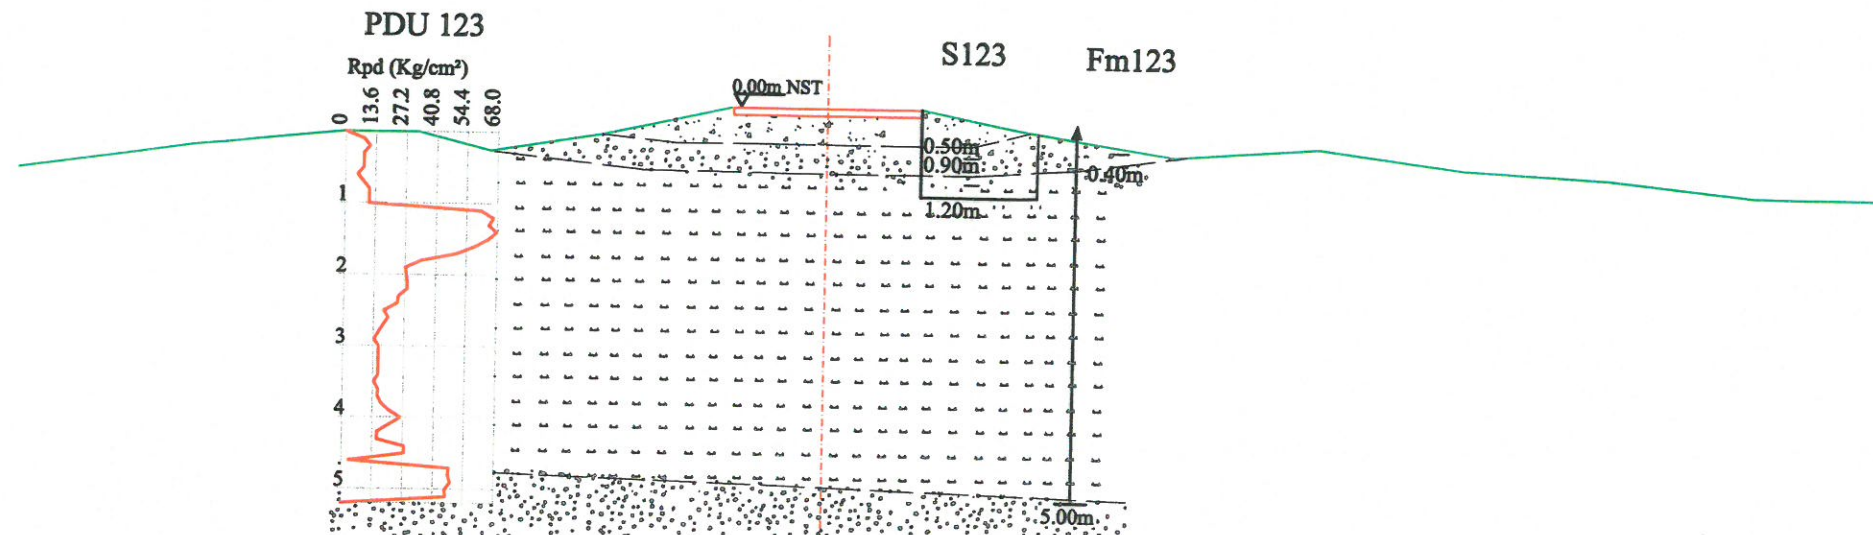 PDU 123
Rpd (Kg/cm²)
0
13.6
27.2
40.8
54.4
68.0
1
2
3
4
5
0.00m NST
S123
Fm123
0.50m
0.90m
1.20m
0.40m
5.00m